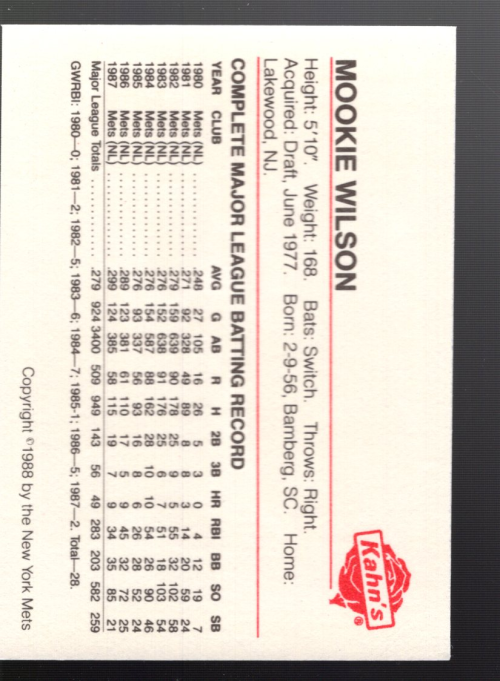 Kahn's®
MOOKIE WILSON
Height: 5'10". Weight: 168. Bats: Switch. Throws: Right.
Acquired: Draft, June 1977. Born: 2-9-56, Bamberg, SC. Home:
Lakewood, NJ.
COMPLETE MAJOR LEAGUE BATTING RECORD
YEAR CLUB AVG G AB R H 2B 3B HR RBI BB SO SB
1980 Mets (NL) .248 27 105 16 26 5 3 0 4 12 19 7
1981 Mets (NL) .271 92 328 49 89 8 8 3 14 20 59 24
1982 Mets (NL) .279 159 639 90 178 25 9 5 55 32 102 58
1983 Mets (NL) .276 152 638 91 176 25 6 7 51 18 103 54
1984 Mets (NL) .276 154 587 88 162 28 10 10 54 26 90 46
1985 Mets (NL) .276 93 337 56 93 16 8 6 26 28 52 24
1986 Mets (NL) .289 123 381 61 110 17 5 9 45 32 72 25
1987 Mets (NL) .299 124 385 58 115 19 7 9 34 35 85 21
Major League Totals .279 924 3400 509 949 143 56 49 283 203 582 259
GWRBI: 1980—0; 1981—2; 1982—5; 1983—6; 1984—7; 1985-1; 1986—5; 1987—2. Total—28.
Copyright ©1988 by the New York Mets